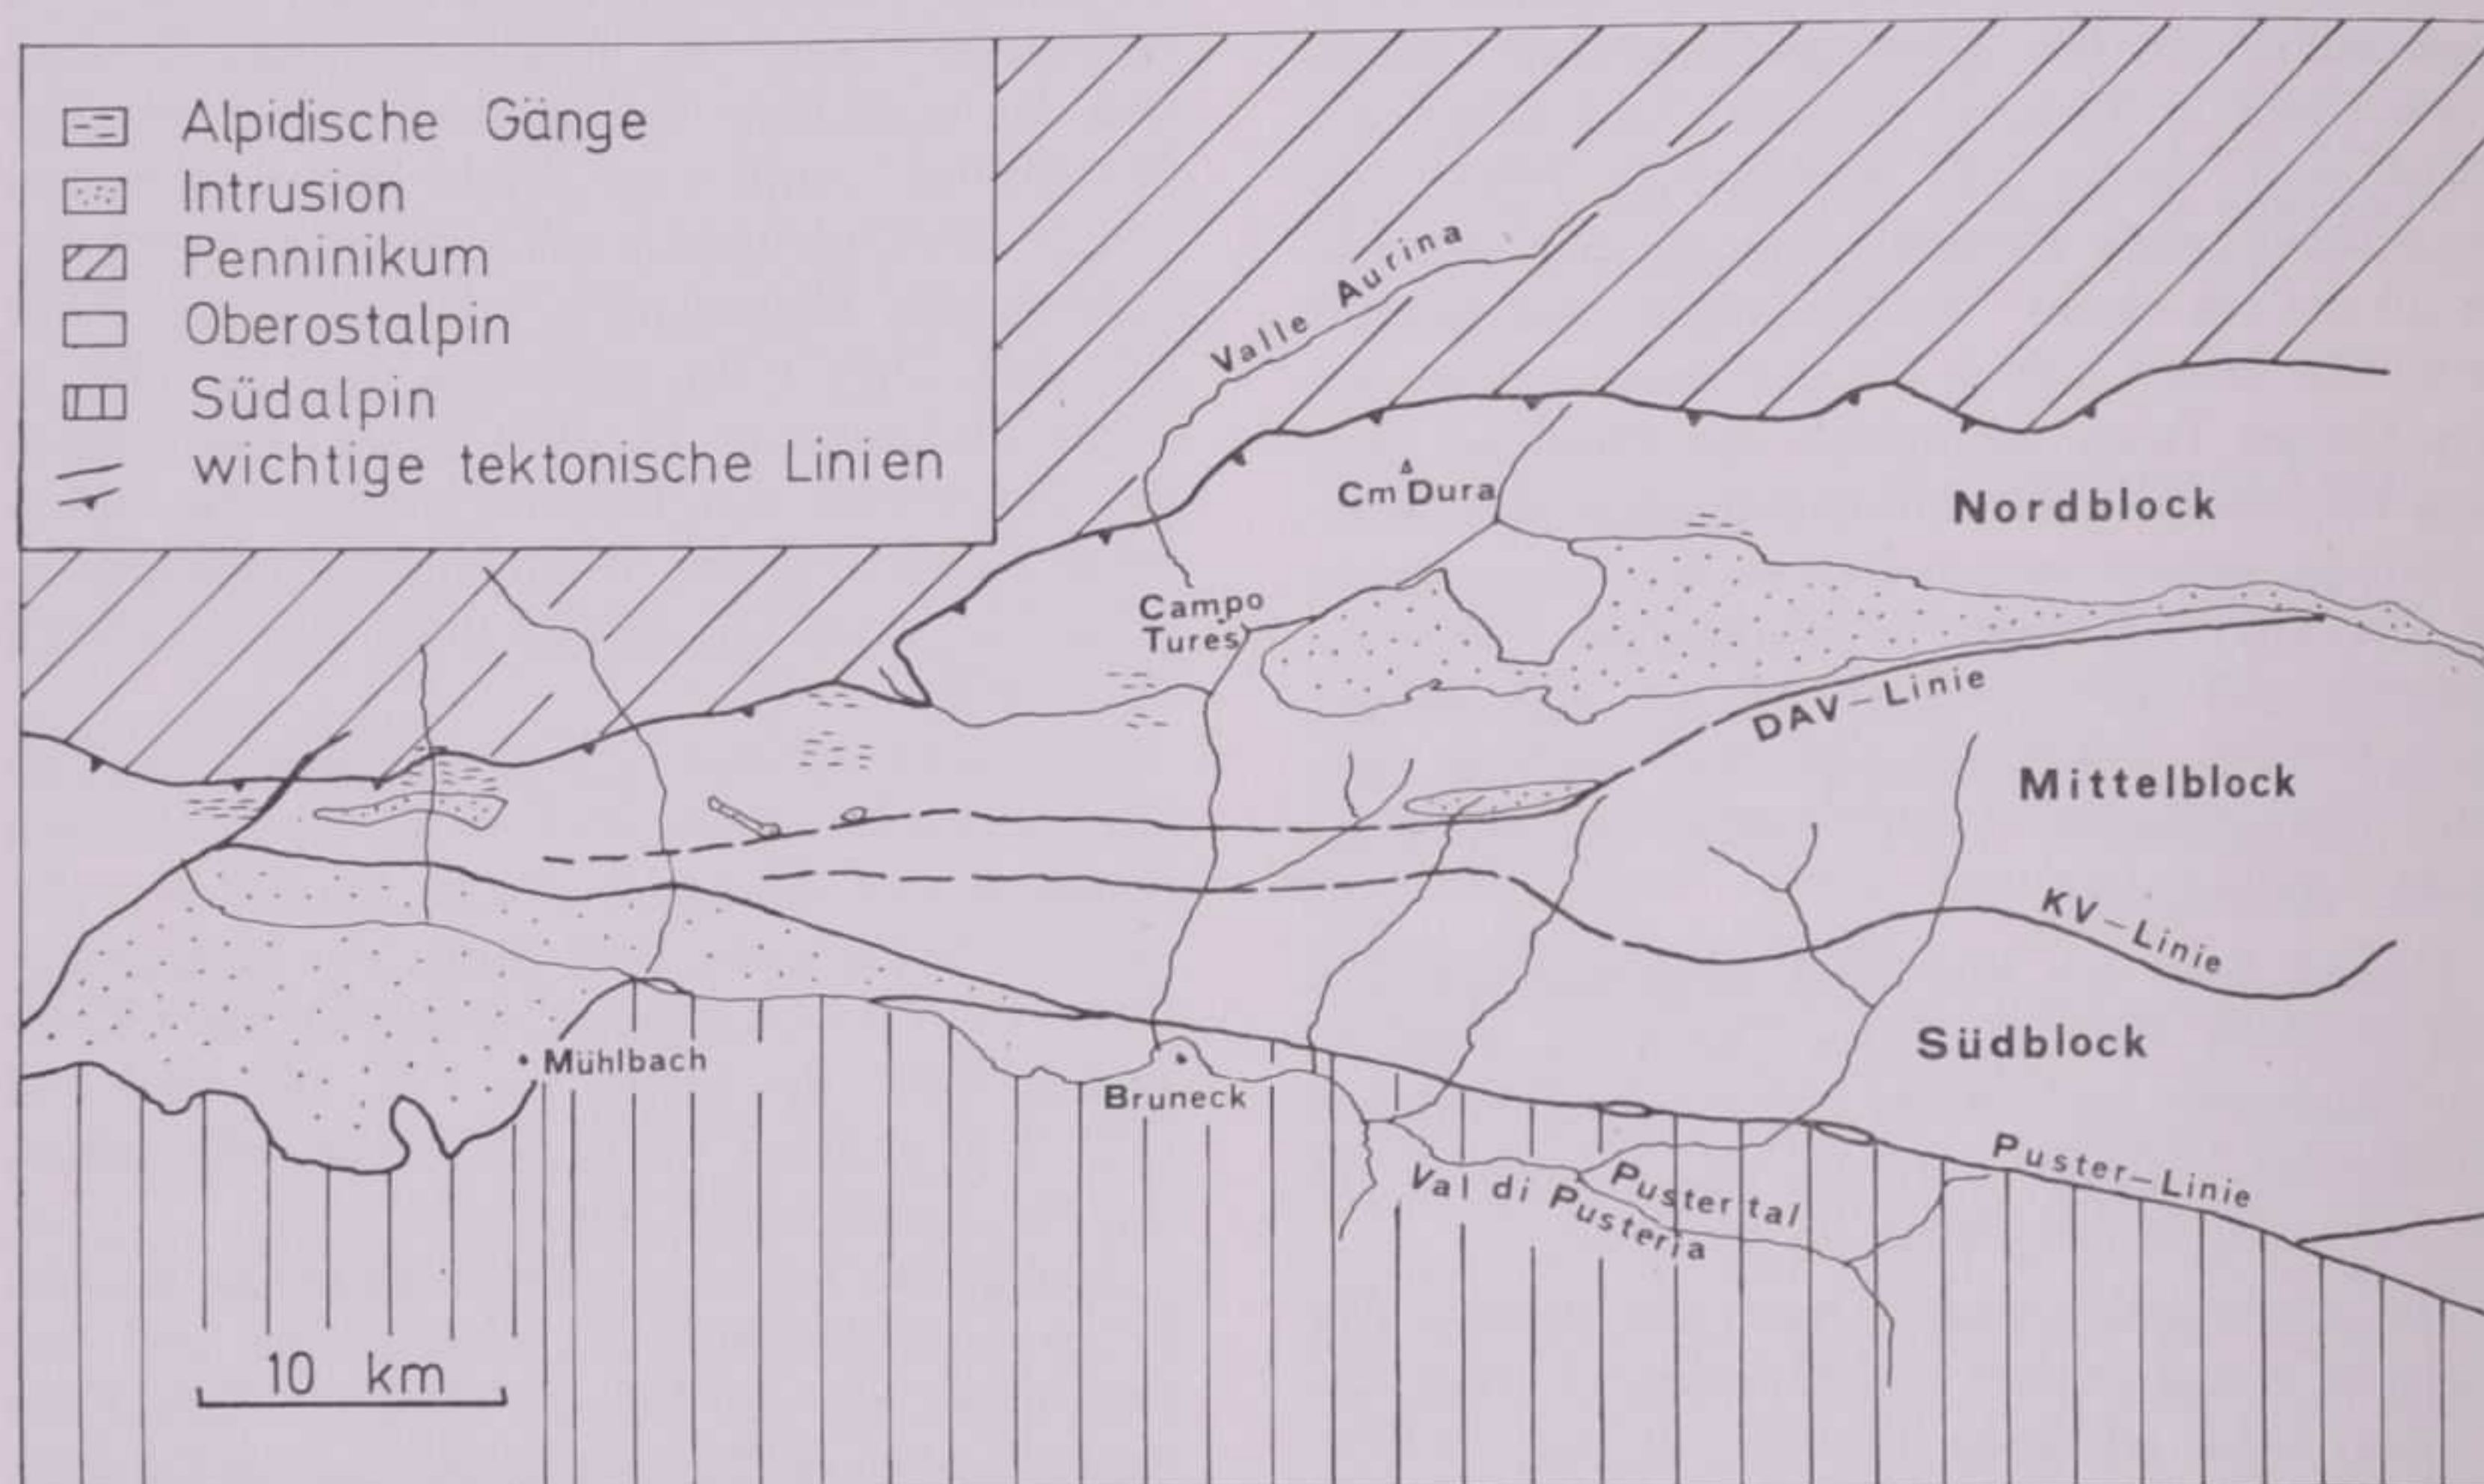 Alpidische Gänge
Intrusion
Penninikum
Oberostalpin
Südalpin
wichtige tektonische Linien
Valle Aurina
Cm Dura
Nordblock
Campo
Tures
DAV-Linie
Mittelblock
KV-Linie
Südblock
Mühlbach
Bruneck
Puster-Linie
Pustertal
Val di Pusteria
10 km